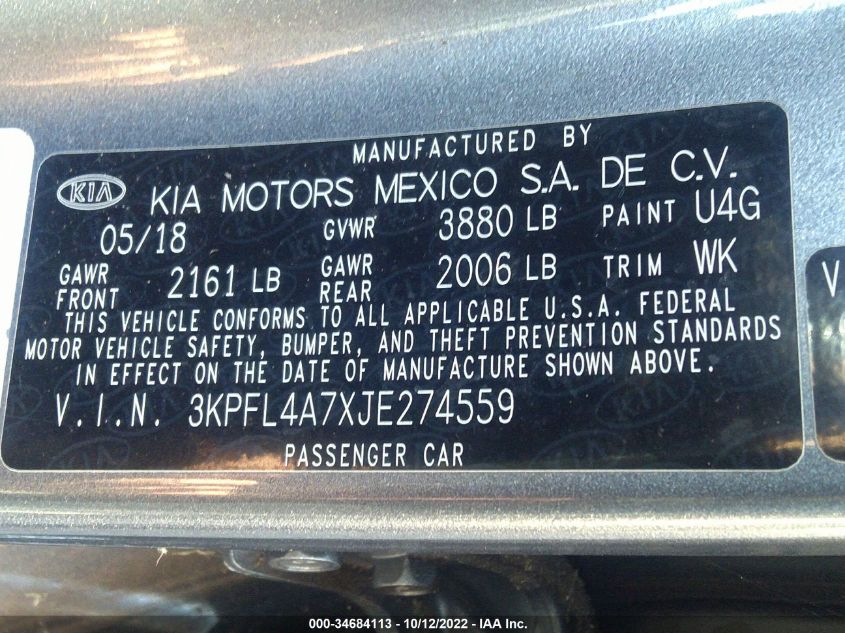 MANUFACTURED BY
KIA KIA MOTORS MEXICO S.A. DE C.V.
05/18 GVWR 3880 LB PAINT U4G
GAWR FRONT 2161 LB GAWR REAR 2006 LB TRIM WK
THIS VEHICLE CONFORMS TO ALL APPLICABLE U.S.A. FEDERAL
MOTOR VEHICLE SAFETY, BUMPER, AND THEFT PREVENTION STANDARDS
IN EFFECT ON THE DATE OF MANUFACTURE SHOWN ABOVE.
V.I.N. 3KPFL4A7XJE274559
PASSENGER CAR
V
000-34684113 - 10/12/2022 - IAA Inc.